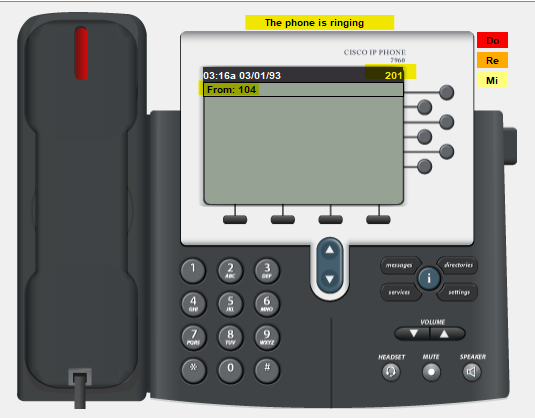 The phone is ringing
Do
Re
Mi
CISCO IP PHONE
7960
03:16a 03/01/93 201
From: 104
1
2 ABC
3 DEF
4 GHI
5 JKL
6 MNO
7 PQRS
8 TUV
9 WXYZ
*
0
#
messages
directories
i
services
settings
VOLUME
HEADSET
MUTE
SPEAKER